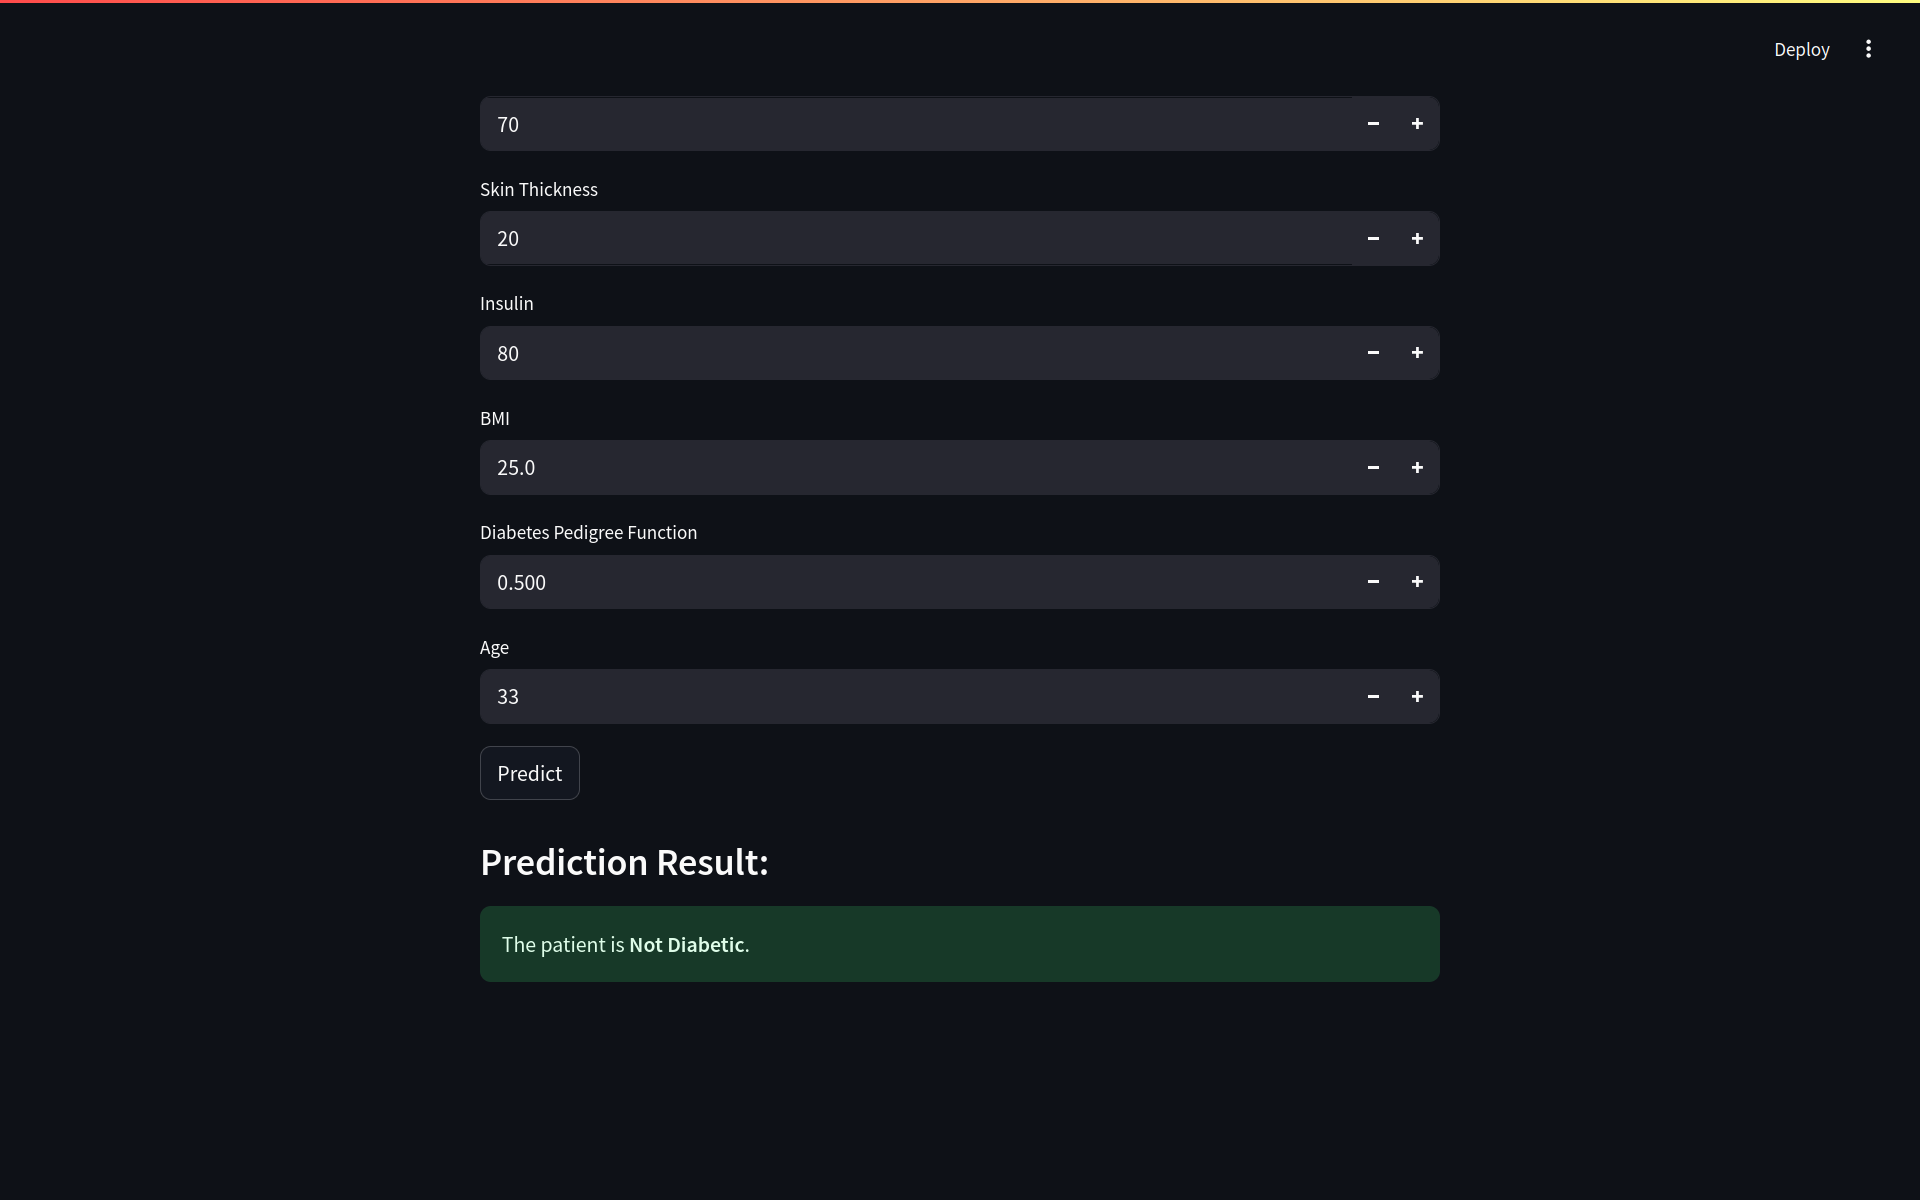 Deploy
70
Skin Thickness
20
Insulin
80
BMI
25.0
Diabetes Pedigree Function
0.500
Age
33
Predict
Prediction Result:
The patient is Not Diabetic.